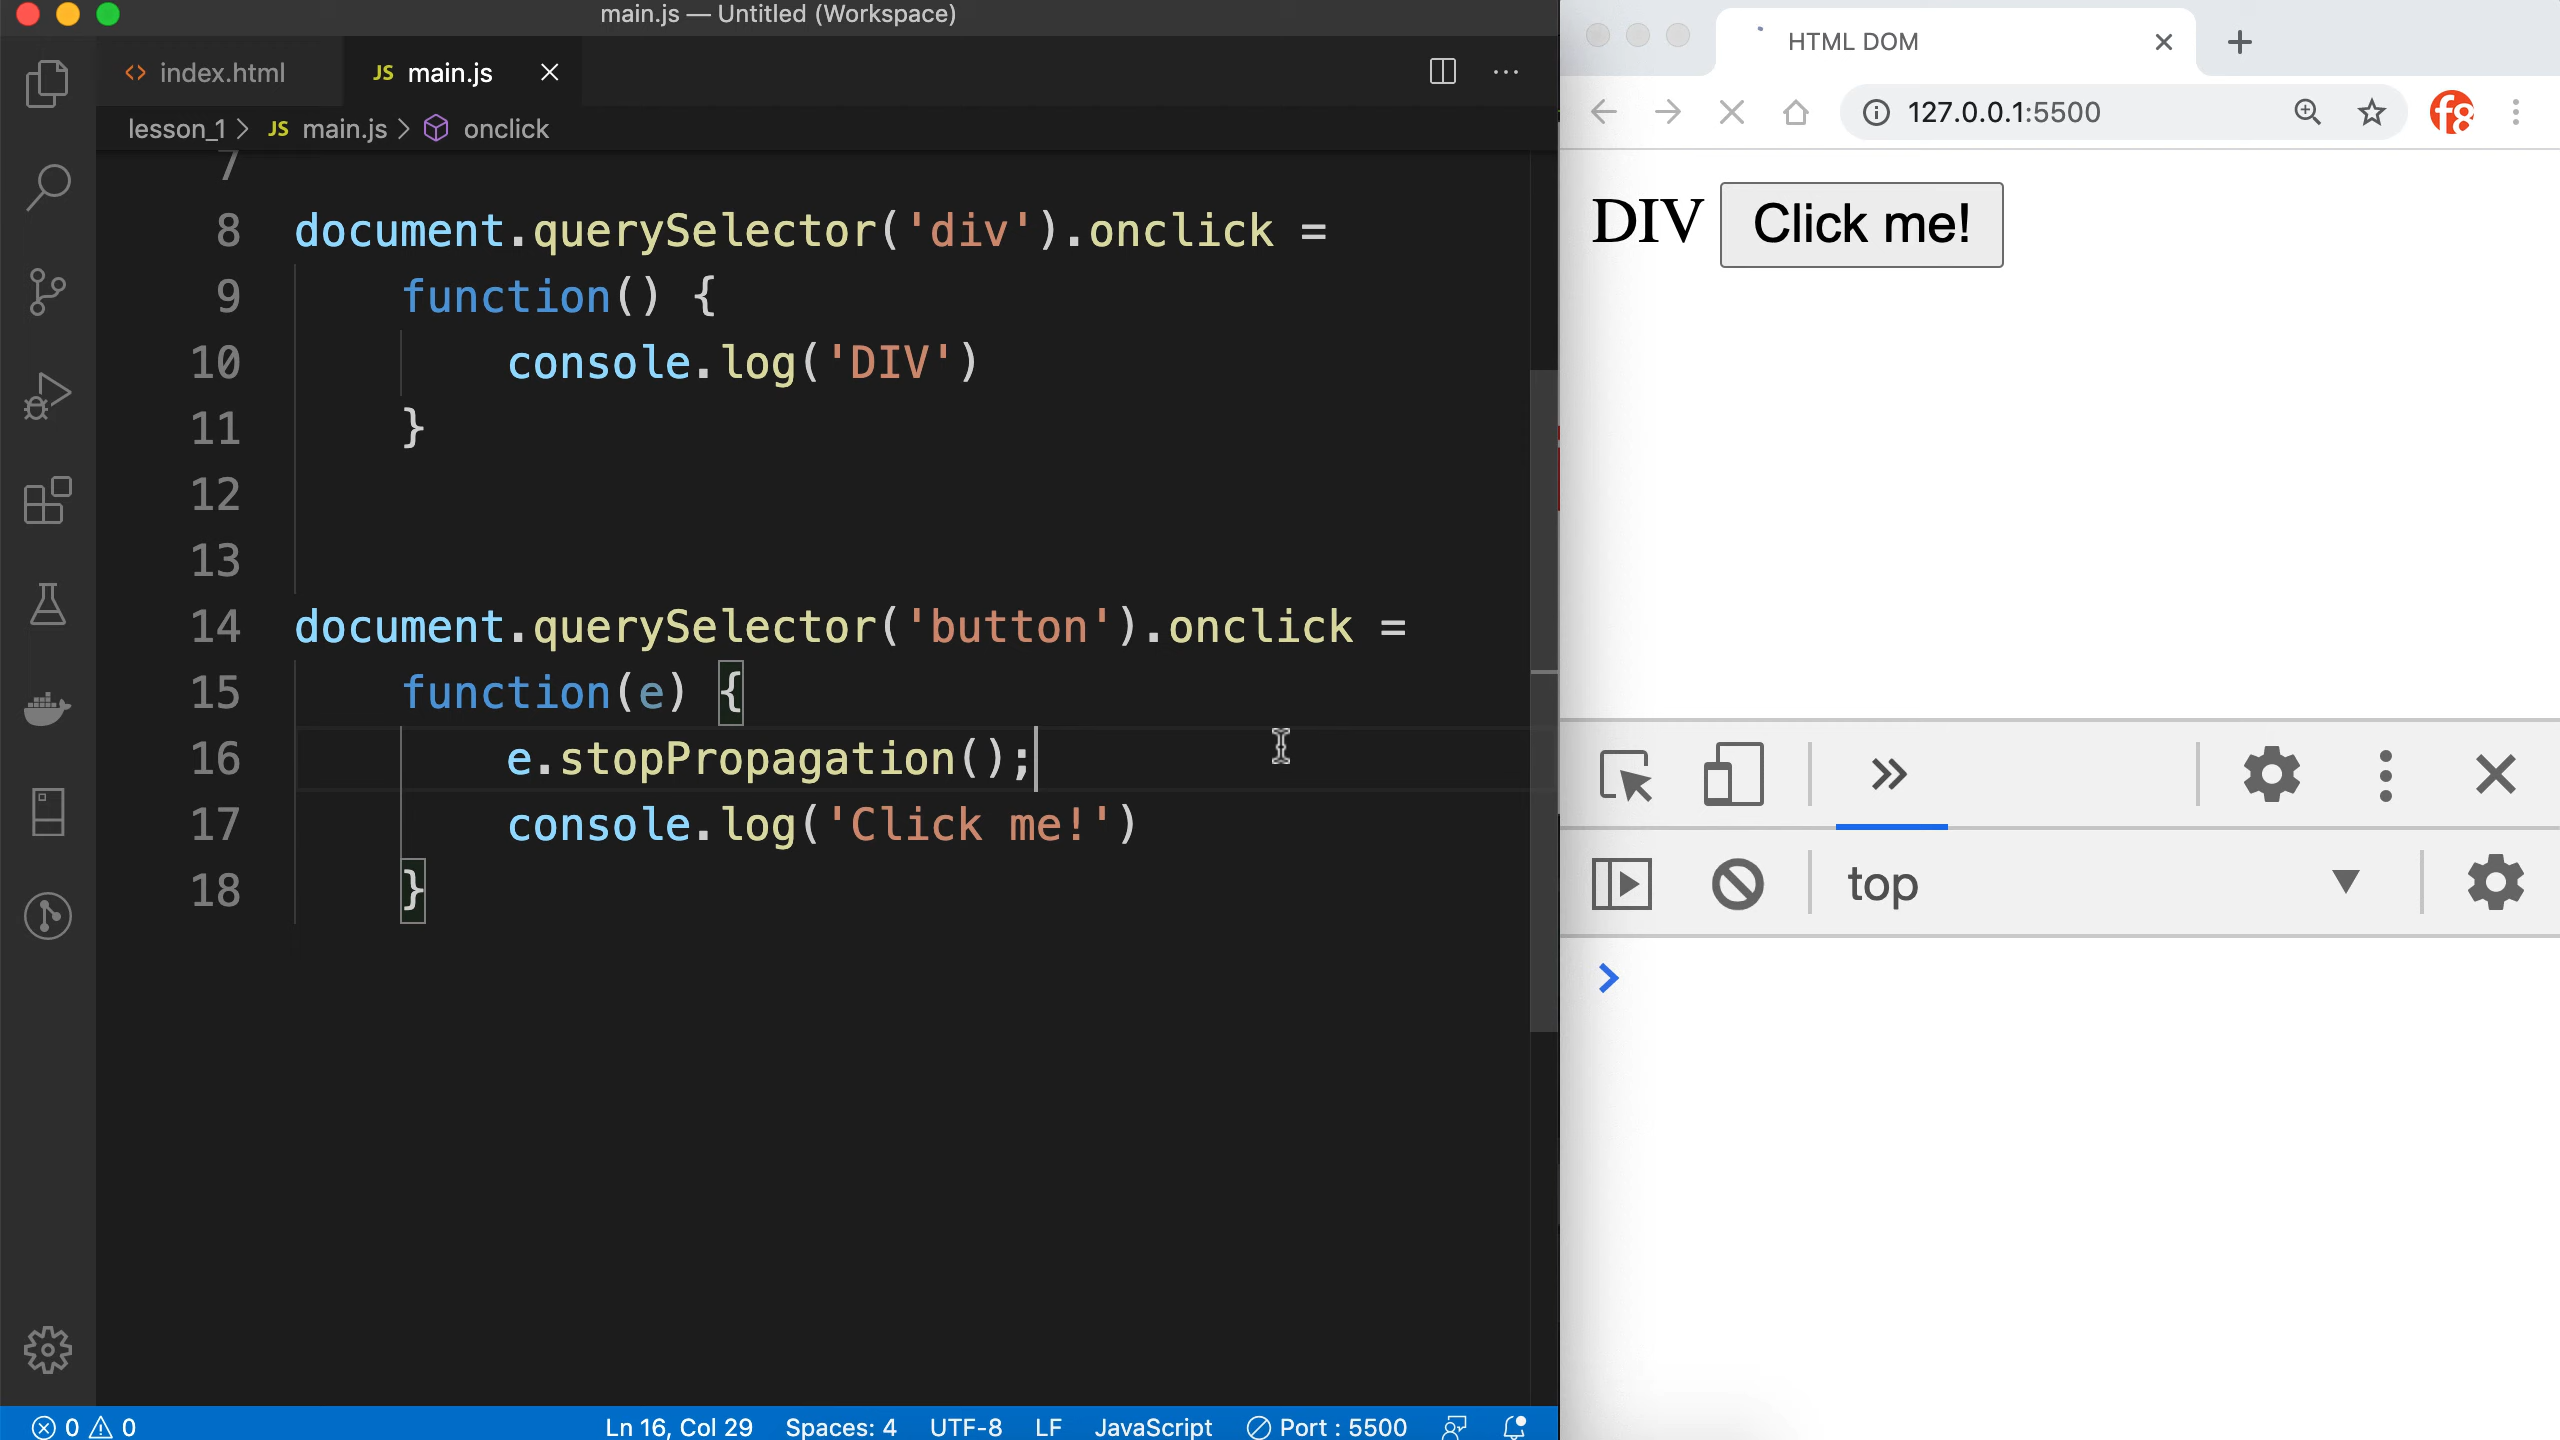 main.js — Untitled (Workspace)
index.html
JS main.js
lesson_1 > JS main.js > onclick
7
8 document.querySelector('div').onclick =
9 function() {
10 console.log('DIV')
11 }
12
13
14 document.querySelector('button').onclick =
15 function(e) {
16 e.stopPropagation();
17 console.log('Click me!')
18 }
0 0
Ln 16, Col 29 Spaces: 4 UTF-8 LF JavaScript Port : 5500
HTML DOM
127.0.0.1:5500
f8
DIV Click me!
top